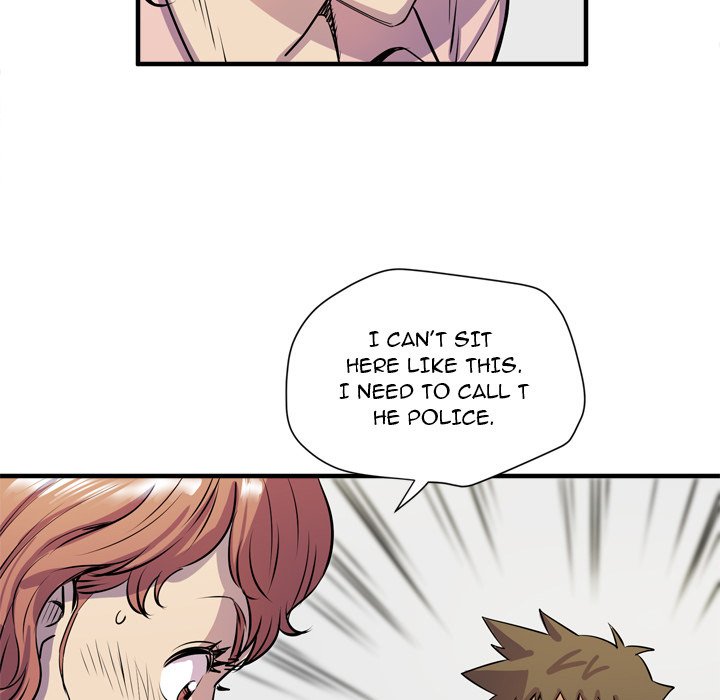 I CAN'T SIT
HERE LIKE THIS.
I NEED TO CALL T
HE POLICE.